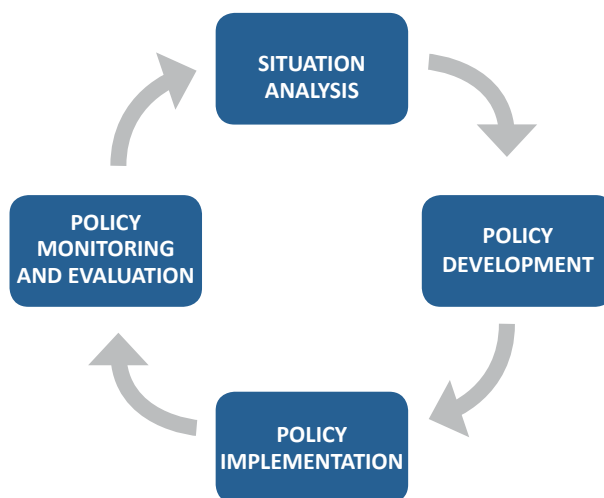 SITUATION
ANALYSIS
POLICY
DEVELOPMENT
POLICY
IMPLEMENTATION
POLICY
MONITORING
AND EVALUATION